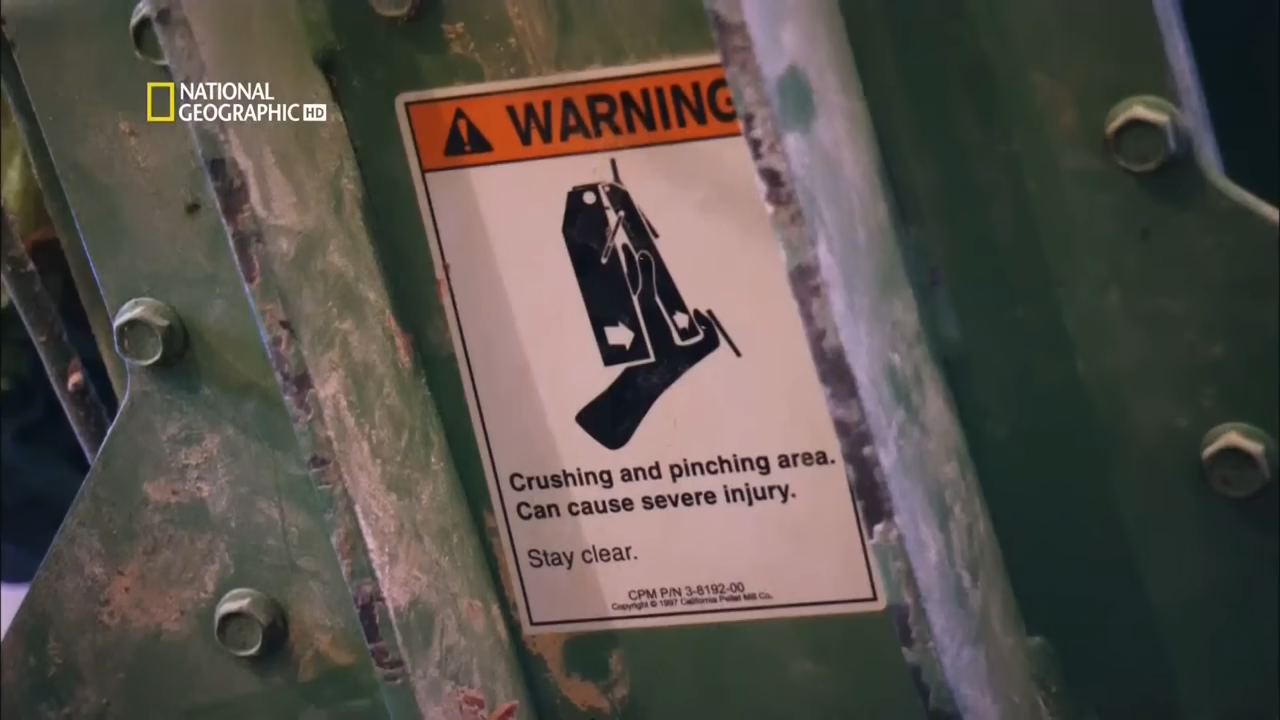 NATIONAL
GEOGRAPHIC HD
WARNING
Crushing and pinching area.
Can cause severe injury.
Stay clear.
CPM P/N 3-8192-00
Copyright © 1997 California Pellet Mill Co.